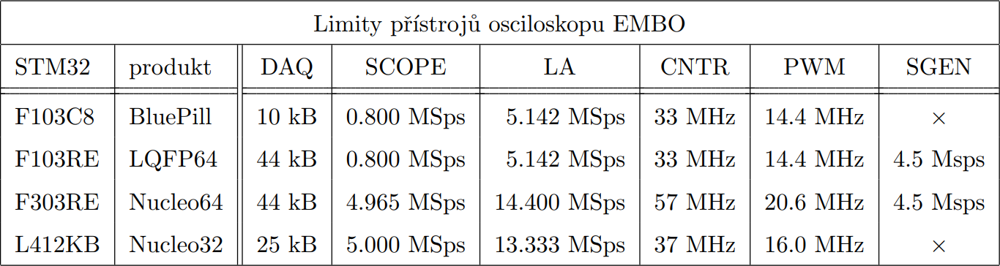 Limity přístrojů osciloskopu EMBO
STM32 produkt DAQ SCOPE LA CNTR PWM SGEN
F103C8 BluePill 10 kB 0.800 MSps 5.142 MSps 33 MHz 14.4 MHz ×
F103RE LQFP64 44 kB 0.800 MSps 5.142 MSps 33 MHz 14.4 MHz 4.5 Msps
F303RE Nucleo64 44 kB 4.965 MSps 14.400 MSps 57 MHz 20.6 MHz 4.5 Msps
L412KB Nucleo32 25 kB 5.000 MSps 13.333 MSps 37 MHz 16.0 MHz ×